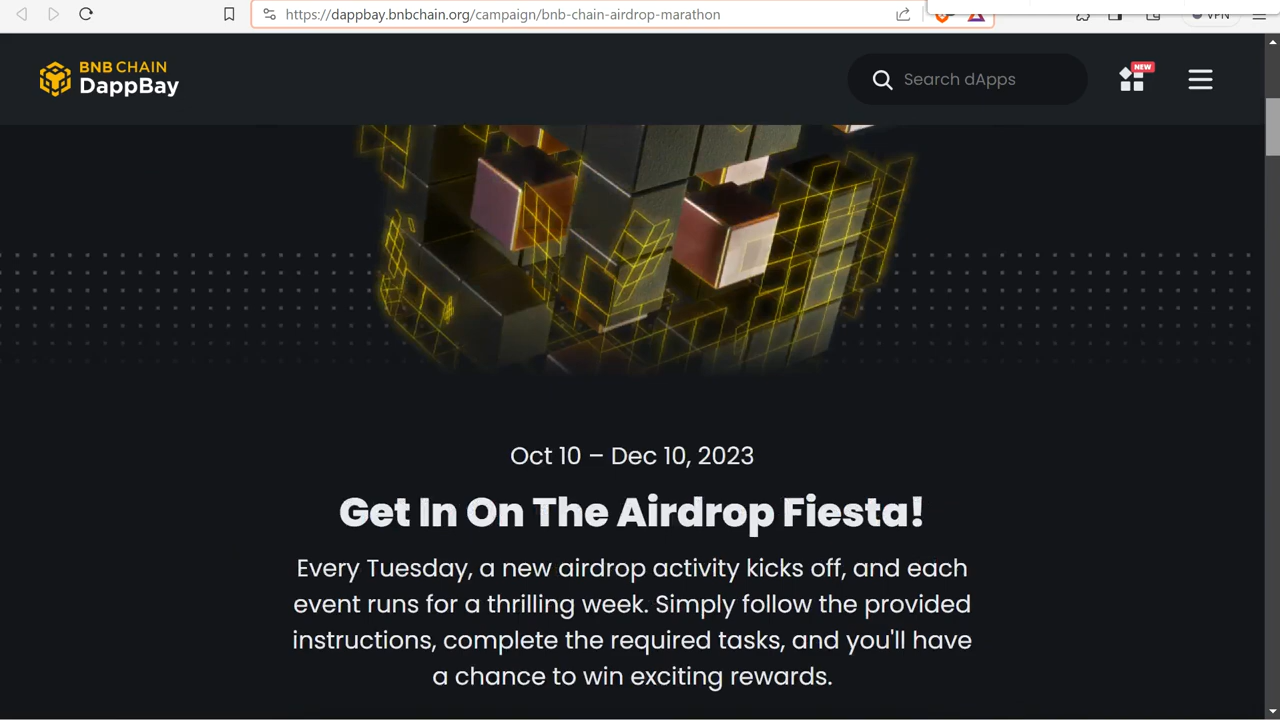 https://dappbay.bnbchain.org/campaign/bnb-chain-airdrop-marathon
VPN
BNB CHAIN
DappBay
Search dApps
NEW
Oct 10 – Dec 10, 2023
Get In On The Airdrop Fiesta!
Every Tuesday, a new airdrop activity kicks off, and each
event runs for a thrilling week. Simply follow the provided
instructions, complete the required tasks, and you'll have
a chance to win exciting rewards.